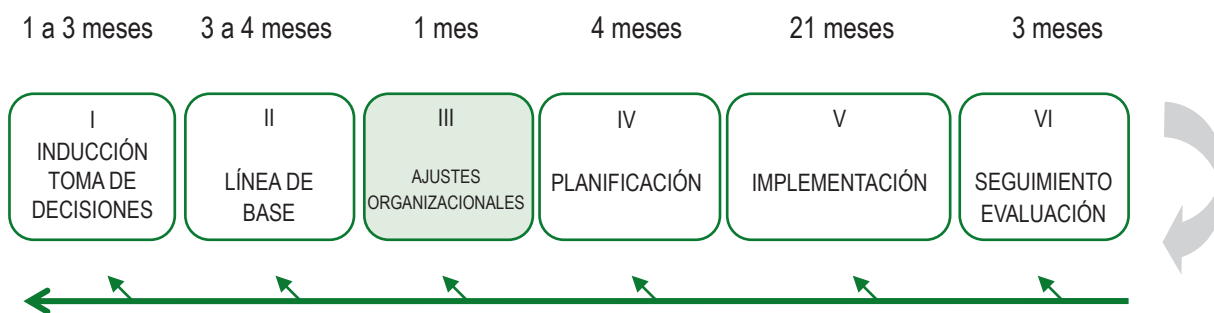 1 a 3 meses
3 a 4 meses
1 mes
4 meses
21 meses
3 meses
I
INDUCCIÓN
TOMA DE
DECISIONES
II
LÍNEA DE
BASE
III
AJUSTES
ORGANIZACIONALES
IV
PLANIFICACIÓN
V
IMPLEMENTACIÓN
VI
SEGUIMIENTO
EVALUACIÓN